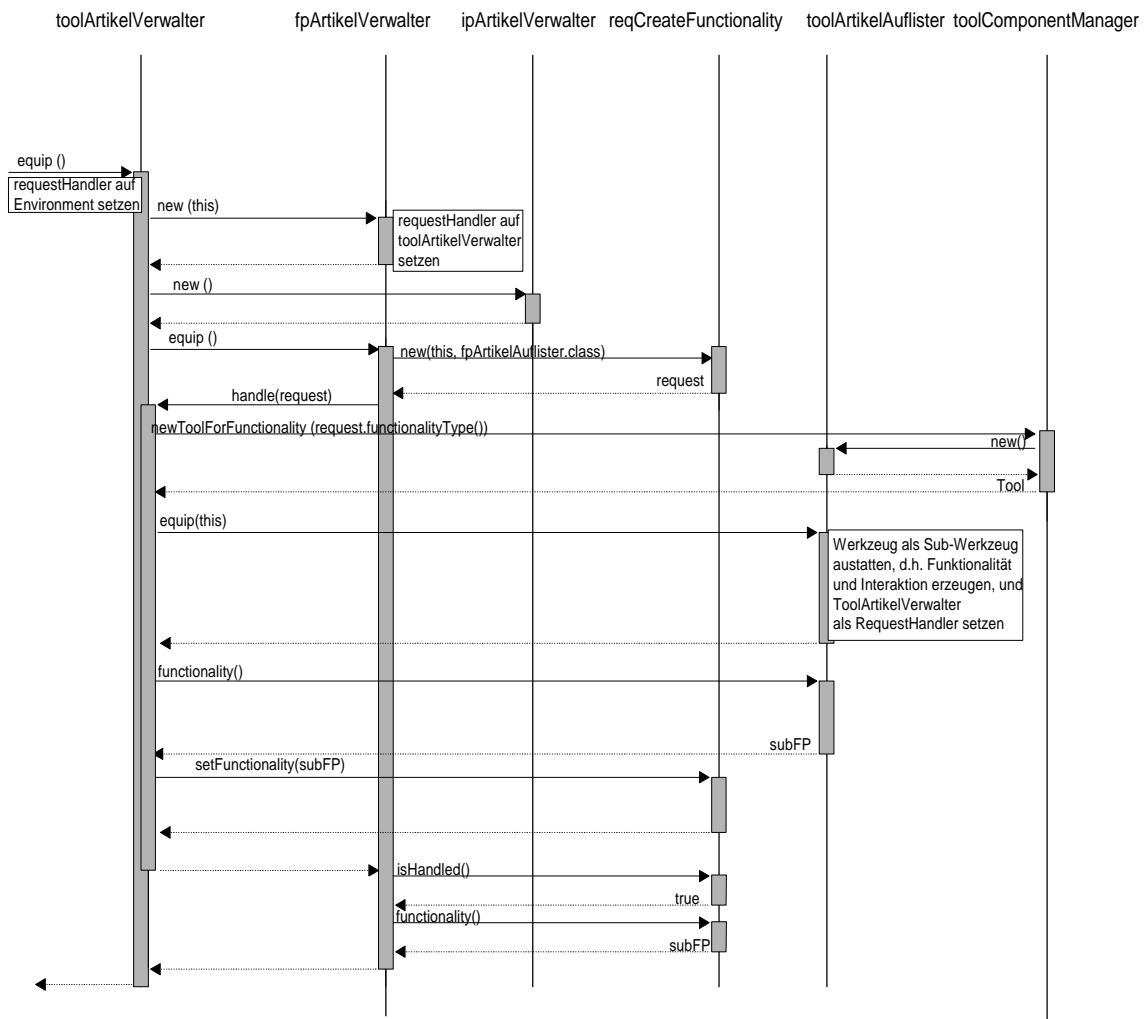 toolArtikelVerwalter
fpArtikelVerwalter
ipArtikelVerwalter
reqCreateFunctionality
toolArtikelAuflister
toolComponentManager
equip ()
requestHandler auf
Environment setzen
new (this)
requestHandler auf
toolArtikelVerwalter
setzen
new ()
equip ()
new(this, fpArtikelAuflister.class)
request
handle(request)
newToolForFunctionality (request.functionalityType())
new()
Tool
equip(this)
Werkzeug als Sub-Werkzeug
austatten, d.h. Funktionalität
und Interaktion erzeugen, und
ToolArtikelVerwalter
als RequestHandler setzen
functionality()
subFP
setFunctionality(subFP)
isHandled()
true
functionality()
subFP